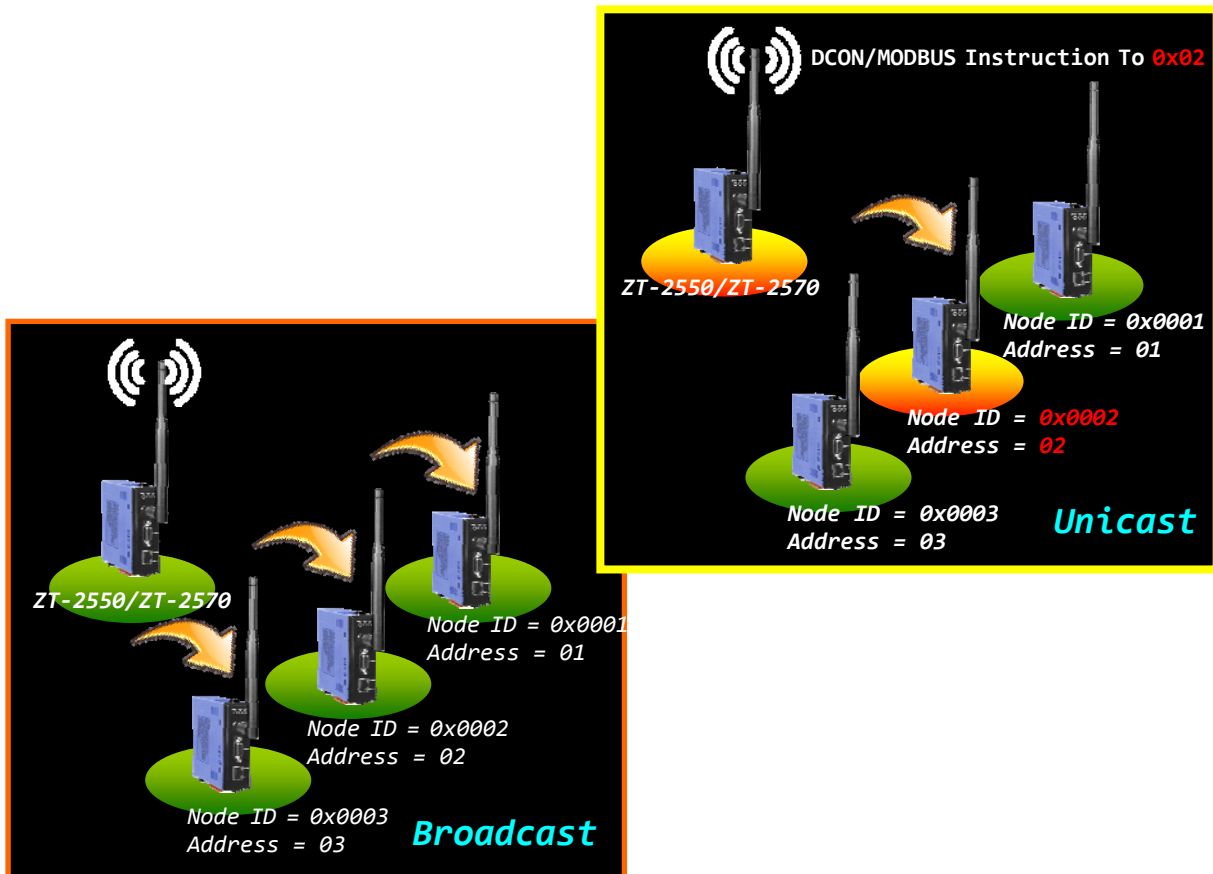 DCON/MODBUS Instruction To 0x02
ZT-2550/ZT-2570
Node ID = 0x0001
Address = 01
Node ID = 0x0002
Address = 02
Node ID = 0x0003
Address = 03
Unicast
ZT-2550/ZT-2570
Node ID = 0x0001
Address = 01
Node ID = 0x0002
Address = 02
Node ID = 0x0003
Address = 03
Broadcast